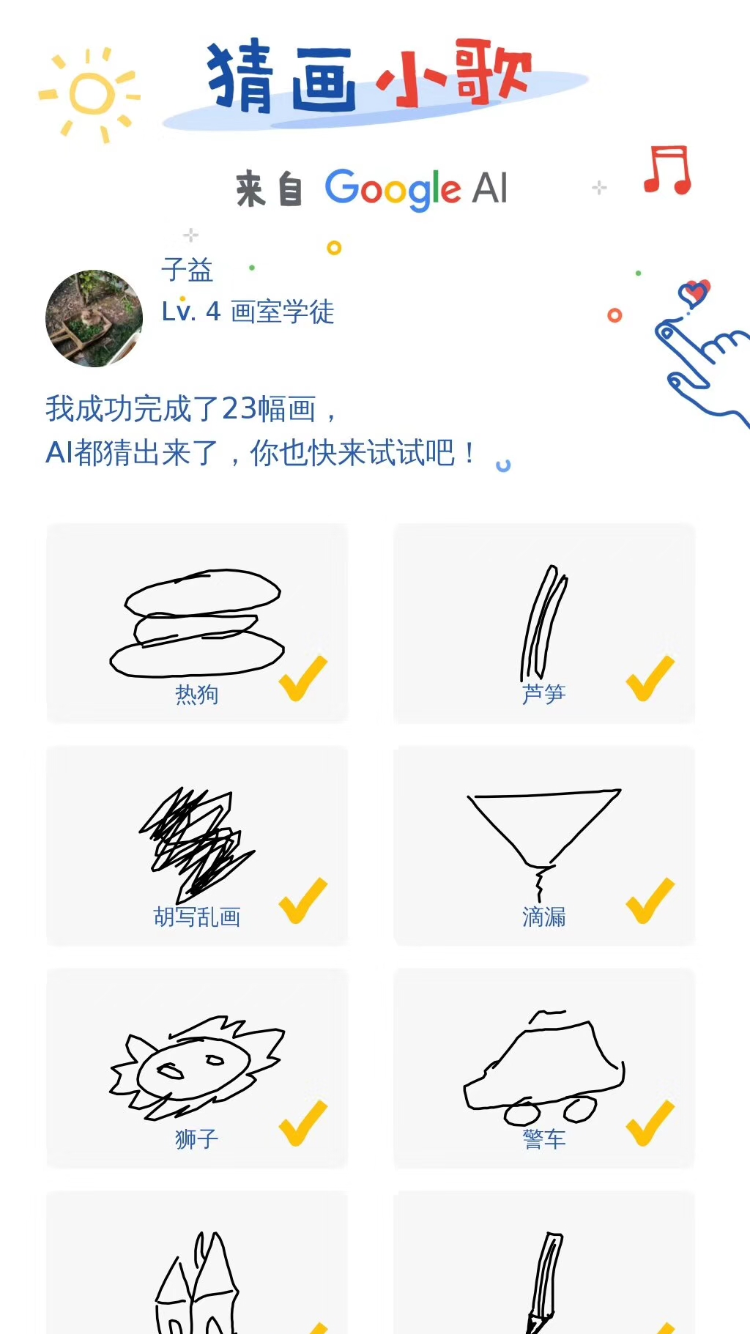 猜画小歌
来自 Google AI
子益
Lv. 4 画室学徒
我成功完成了23幅画，
AI都猜出来了，你也快来试试吧！
热狗
芦笋
胡写乱画
滴漏
狮子
警车